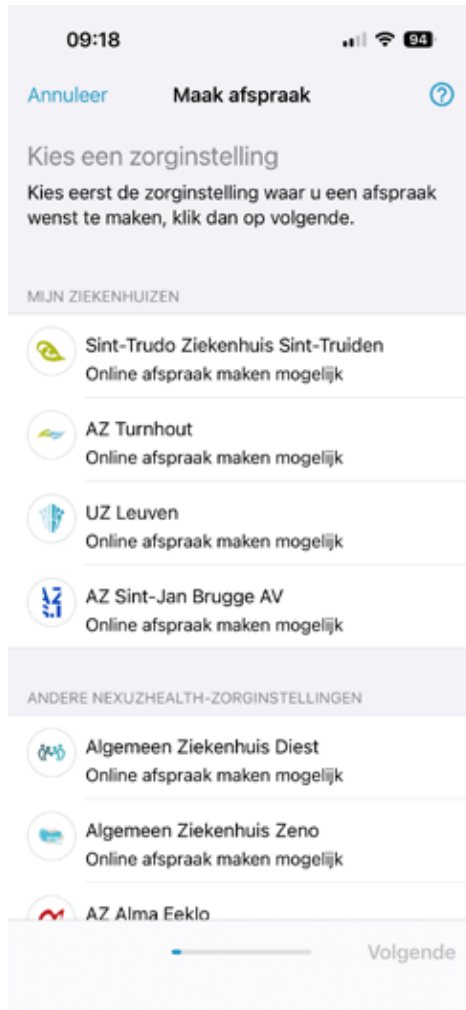 09:18
94
Annuleer
Maak afspraak
?
Kies een zorginstelling
Kies eerst de zorginstelling waar u een afspraak
wenst te maken, klik dan op volgende.
MIJN ZIEKENHUIZEN
Sint-Trudo Ziekenhuis Sint-Truiden
Online afspraak maken mogelijk
AZ Turnhout
Online afspraak maken mogelijk
UZ Leuven
Online afspraak maken mogelijk
AZ Sint-Jan Brugge AV
Online afspraak maken mogelijk
ANDERE NEXUZHEALTH-ZORGINSTELLINGEN
Algemeen Ziekenhuis Diest
Online afspraak maken mogelijk
Algemeen Ziekenhuis Zeno
Online afspraak maken mogelijk
AZ Alma Eeklo
Volgende